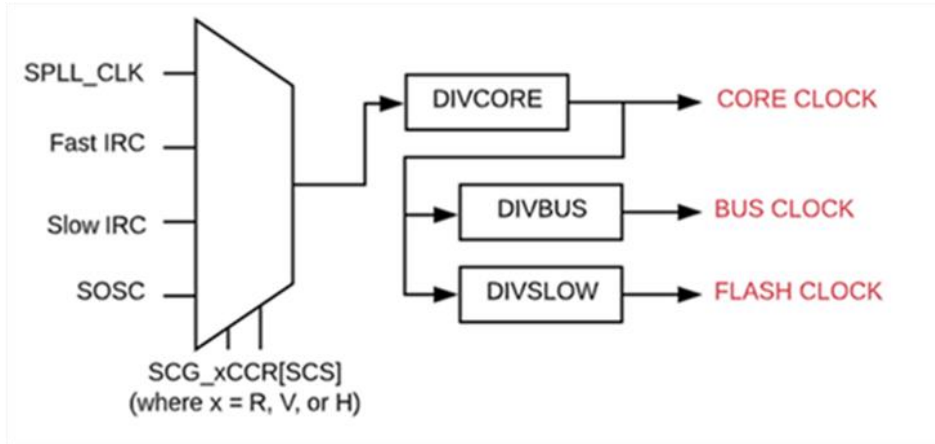 SPLL_CLK
Fast IRC
Slow IRC
SOSC
SCG_xCCR[SCS]
(where x = R, V, or H)
DIVCORE
CORE CLOCK
DIVBUS
BUS CLOCK
DIVSLOW
FLASH CLOCK